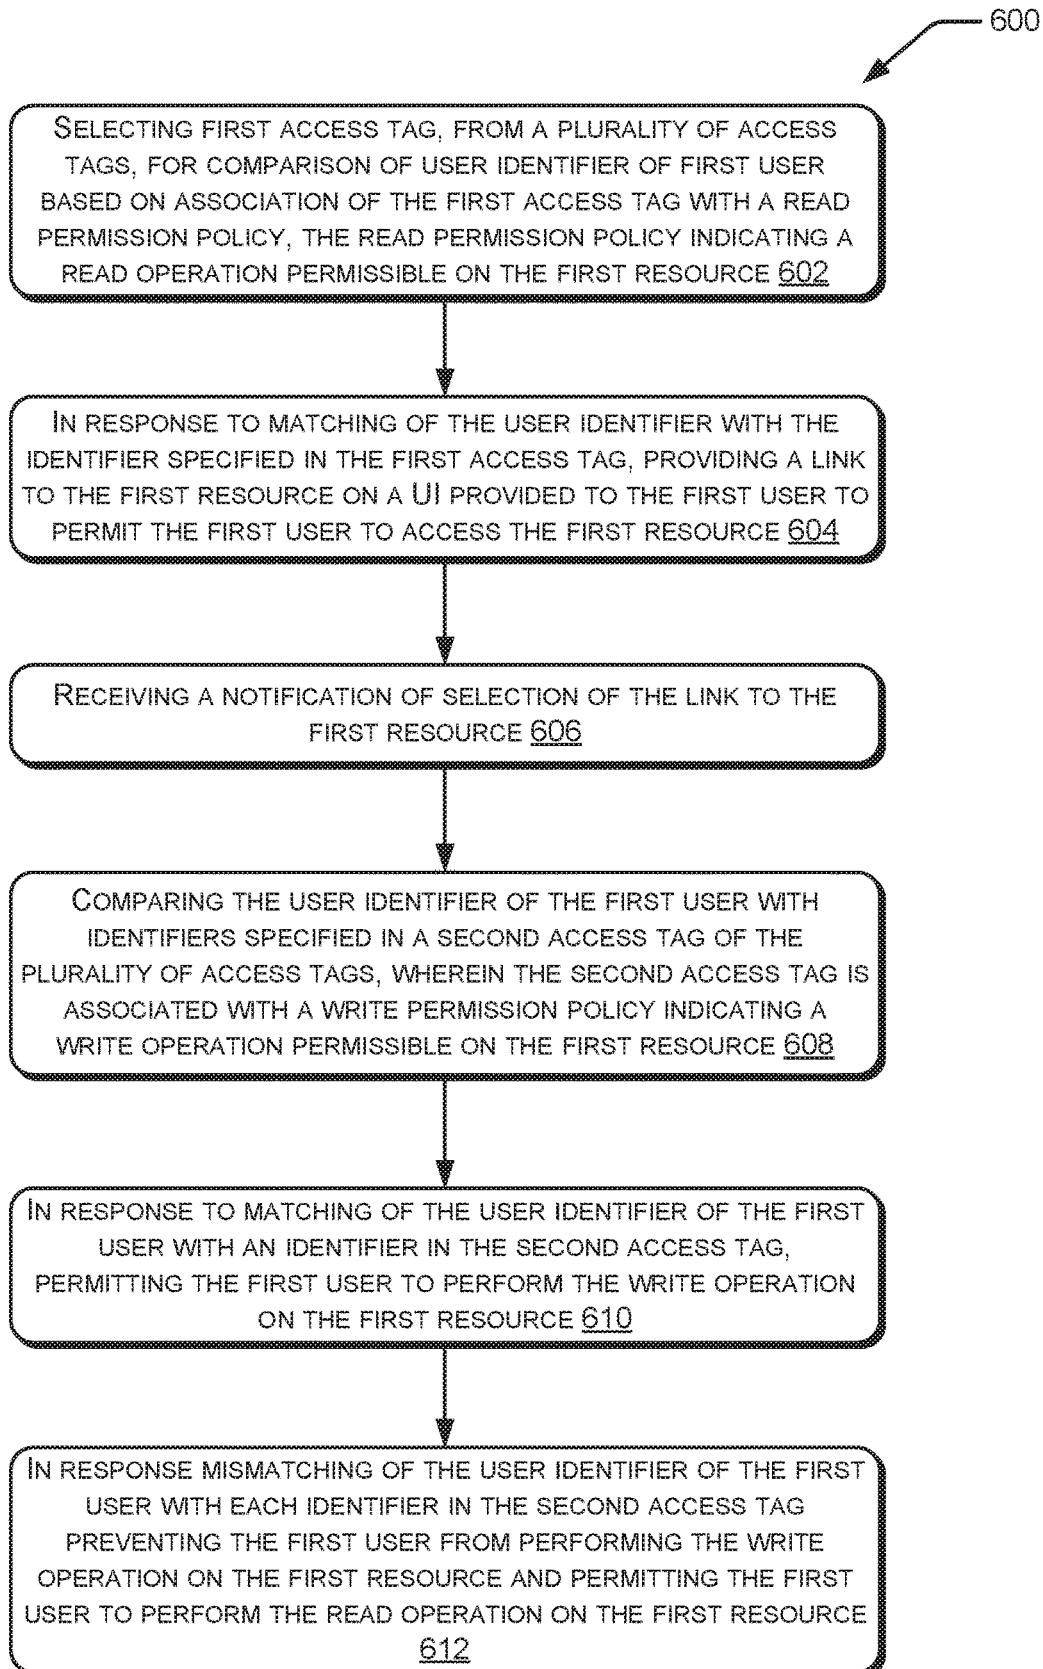 600
SELECTING FIRST ACCESS TAG, FROM A PLURALITY OF ACCESS
TAGS, FOR COMPARISON OF USER IDENTIFIER OF FIRST USER
BASED ON ASSOCIATION OF THE FIRST ACCESS TAG WITH A READ
PERMISSION POLICY, THE READ PERMISSION POLICY INDICATING A
READ OPERATION PERMISSIBLE ON THE FIRST RESOURCE 602
IN RESPONSE TO MATCHING OF THE USER IDENTIFIER WITH THE
IDENTIFIER SPECIFIED IN THE FIRST ACCESS TAG, PROVIDING A LINK
TO THE FIRST RESOURCE ON A UI PROVIDED TO THE FIRST USER TO
PERMIT THE FIRST USER TO ACCESS THE FIRST RESOURCE 604
RECEIVING A NOTIFICATION OF SELECTION OF THE LINK TO THE
FIRST RESOURCE 606
COMPARING THE USER IDENTIFIER OF THE FIRST USER WITH
IDENTIFIERS SPECIFIED IN A SECOND ACCESS TAG OF THE
PLURALITY OF ACCESS TAGS, WHEREIN THE SECOND ACCESS TAG IS
ASSOCIATED WITH A WRITE PERMISSION POLICY INDICATING A
WRITE OPERATION PERMISSIBLE ON THE FIRST RESOURCE 608
IN RESPONSE TO MATCHING OF THE USER IDENTIFIER OF THE FIRST
USER WITH AN IDENTIFIER IN THE SECOND ACCESS TAG,
PERMITTING THE FIRST USER TO PERFORM THE WRITE OPERATION
ON THE FIRST RESOURCE 610
IN RESPONSE MISMATCHING OF THE USER IDENTIFIER OF THE FIRST
USER WITH EACH IDENTIFIER IN THE SECOND ACCESS TAG
PREVENTING THE FIRST USER FROM PERFORMING THE WRITE
OPERATION ON THE FIRST RESOURCE AND PERMITTING THE FIRST
USER TO PERFORM THE READ OPERATION ON THE FIRST RESOURCE
612